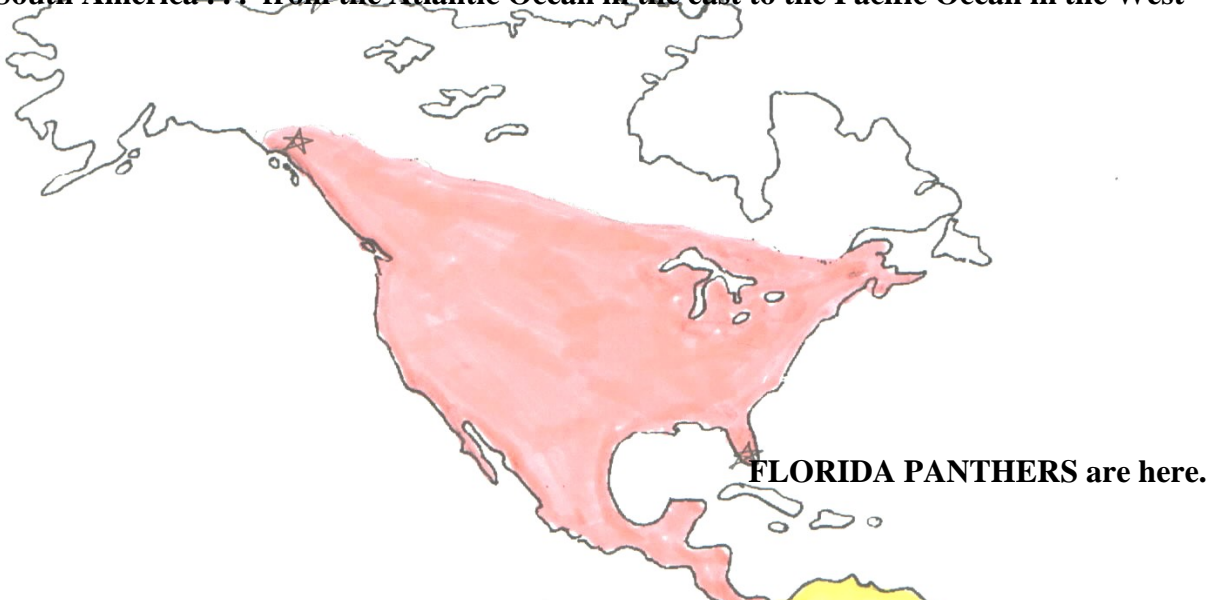 South America . . . from the Atlantic Ocean in the east to the Pacific Ocean in the West
FLORIDA PANTHERS are here.